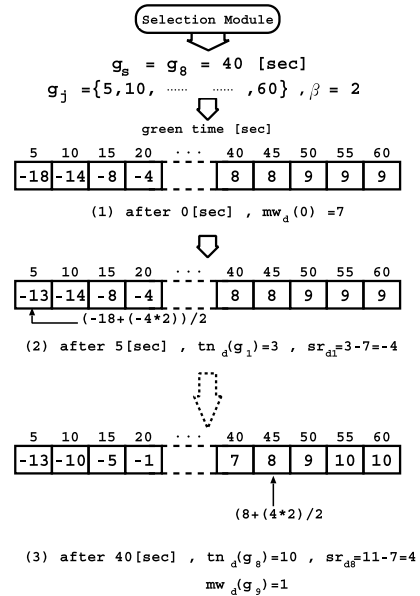 Selection Module
g_s = g_8 = 40 [sec]
g_j ={5,10, ...... ...... ,60} , β = 2
green time [sec]
5 10 15 20 ... 40 45 50 55 60
-18 -14 -8 -4 8 8 9 9 9
(1) after 0[sec] , mw_d(0) =7
5 10 15 20 ... 40 45 50 55 60
-13 -14 -8 -4 8 8 9 9 9
(-18+(-4*2))/2
(2) after 5[sec] , tn_d(g_1)=3 , sr_d1=3-7=-4
5 10 15 20 ... 40 45 50 55 60
-13 -10 -5 -1 7 8 9 10 10
(8+(4*2)/2
(3) after 40[sec] , tn_d(g_8)=10 , sr_d8=11-7=4
mw_d(g_9)=1